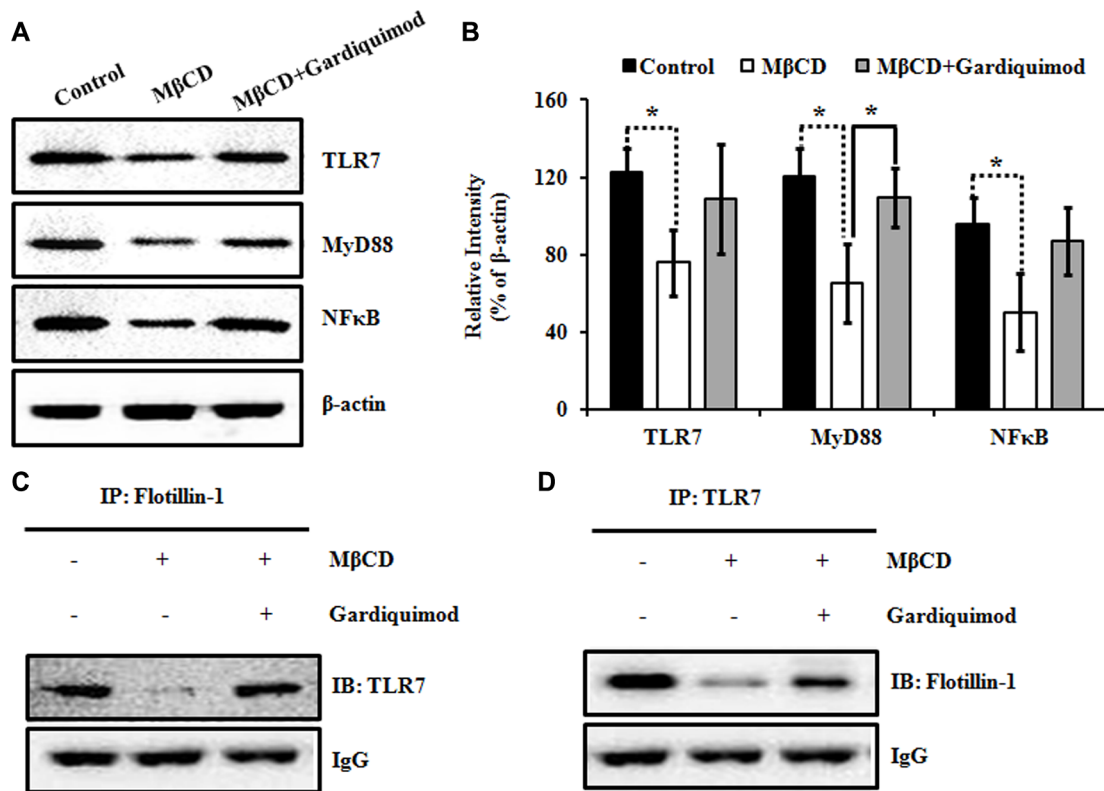 A
Control MβCD MβCD+Gardiquimod
TLR7
MyD88
NFκB
β-actin
B
Control MβCD MβCD+Gardiquimod
Relative Intensity
(% of β-actin)
160
120
80
40
0
* * * *
TLR7 MyD88 NFκB
C
IP: Flotillin-1
- + + MβCD
- - + Gardiquimod
IB: TLR7
IgG
D
IP: TLR7
- + + MβCD
- - + Gardiquimod
IB: Flotillin-1
IgG